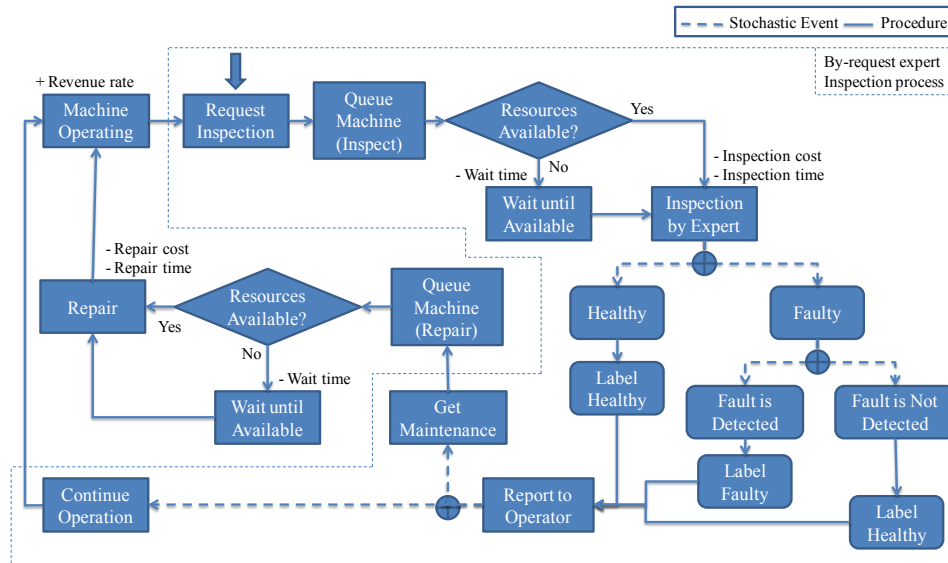 Stochastic Event
Procedure
By-request expert
Inspection process
+ Revenue rate
Machine
Operating
Request
Inspection
Queue
Machine
(Inspect)
Resources
Available?
Yes
No
- Wait time
- Inspection cost
- Inspection time
Wait until
Available
Inspection
by Expert
- Repair cost
- Repair time
Repair
Yes
Resources
Available?
Queue
Machine
(Repair)
No
- Wait time
Wait until
Available
Get
Maintenance
Healthy
Faulty
Label
Healthy
Fault is
Detected
Fault is Not
Detected
Label
Faulty
Label
Healthy
Continue
Operation
Report to
Operator